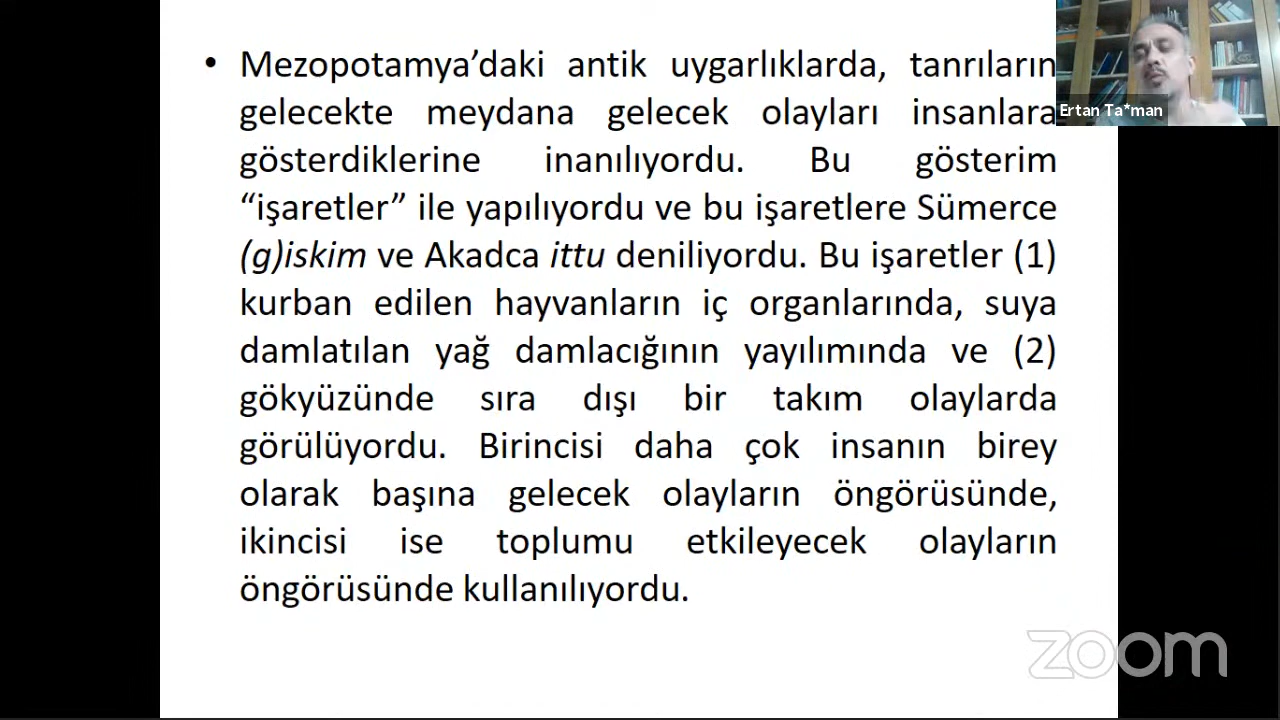 • Mezopotamya’daki antik uygarlıklarda, tanrıların
gelecekte meydana gelecek olayları insanlara
gösterdiklerine inanılıyordu. Bu gösterim
“işaretler” ile yapılıyordu ve bu işaretlere Sümerce
(g)iskim ve Akadca ittu deniliyordu. Bu işaretler (1)
kurban edilen hayvanların iç organlarında, suya
damlatılan yağ damlacığının yayılımında ve (2)
gökyüzünde sıra dışı bir takım olaylarda
görülüyordu. Birincisi daha çok insanın birey
olarak başına gelecek olayların öngörüsünde,
ikincisi ise toplumu etkileyecek olayların
öngörüsünde kullanılıyordu.
Ertan Ta*man
zoom